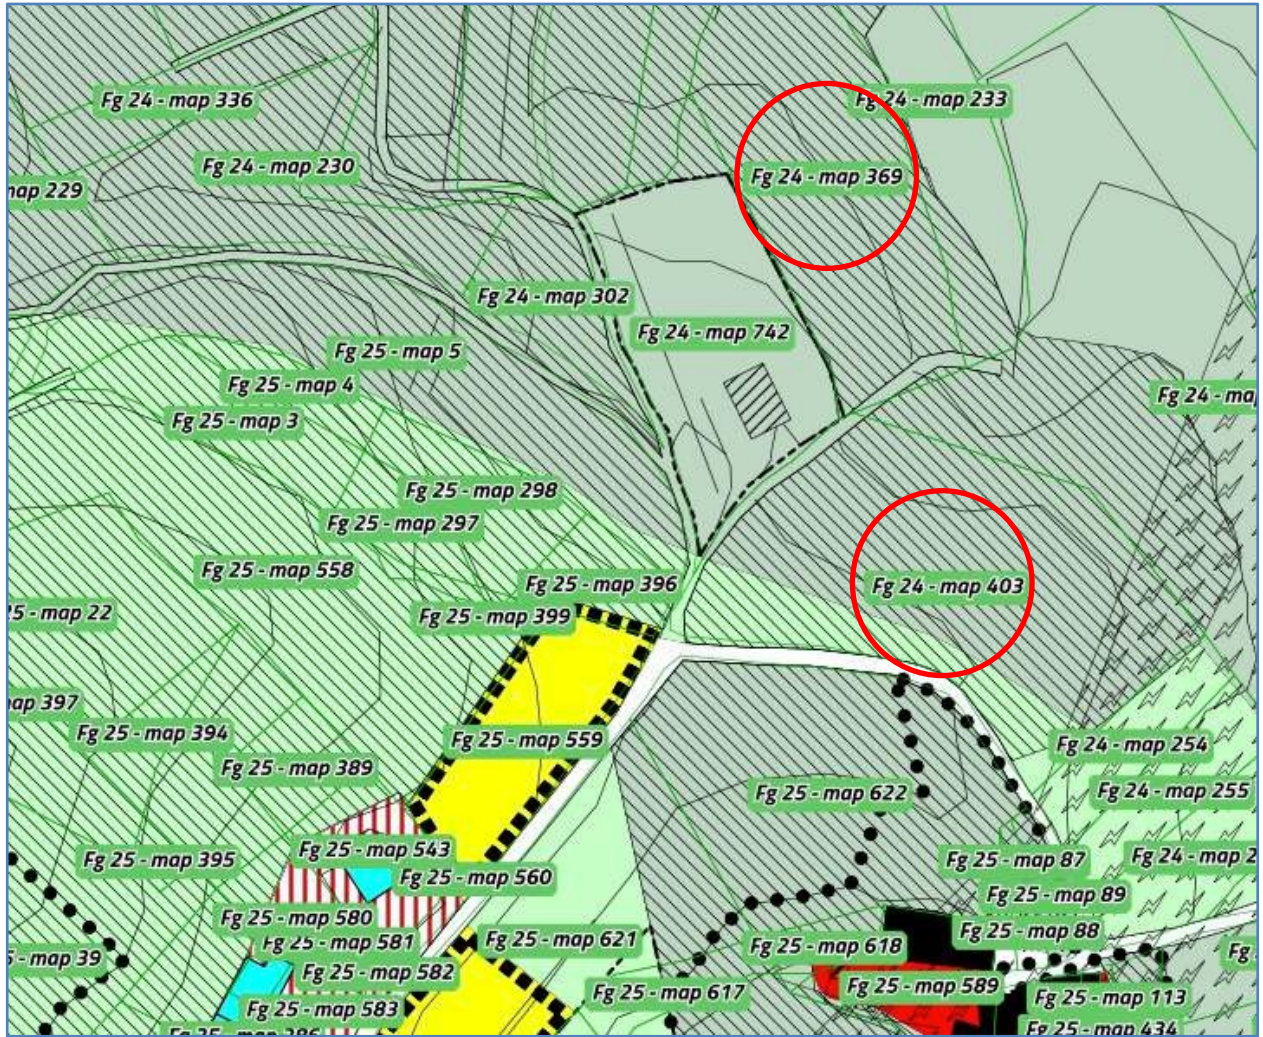 Fg 24 - map 336
Fg 24 - map 233
Fg 24 - map 230
Fg 24 - map 369
map 229
Fg 24 - map 302
Fg 24 - map 742
Fg 25 - map 5
Fg 25 - map 4
Fg 24 - map
Fg 25 - map 3
Fg 25 - map 298
Fg 25 - map 297
Fg 25 - map 558
Fg 25 - map 396
Fg 24 - map 403
25 - map 22
Fg 25 - map 399
map 397
Fg 25 - map 394
Fg 25 - map 559
Fg 24 - map 254
Fg 25 - map 389
Fg 25 - map 622
Fg 24 - map 255
Fg 25 - map 543
Fg 25 - map 395
Fg 25 - map 87
Fg 24 - map 2
Fg 25 - map 560
Fg 25 - map 89
Fg 25 - map 580
Fg 25 - map 88
Fg 25 - map 581
Fg 25 - map 621
Fg 25 - map 618
Fg
- map 39
Fg 25 - map 582
Fg 25 - map 617
Fg 25 - map 589
Fg 25 - map 113
Fg 25 - map 583
Fg 25 - map 286
Fg 25 - map 434